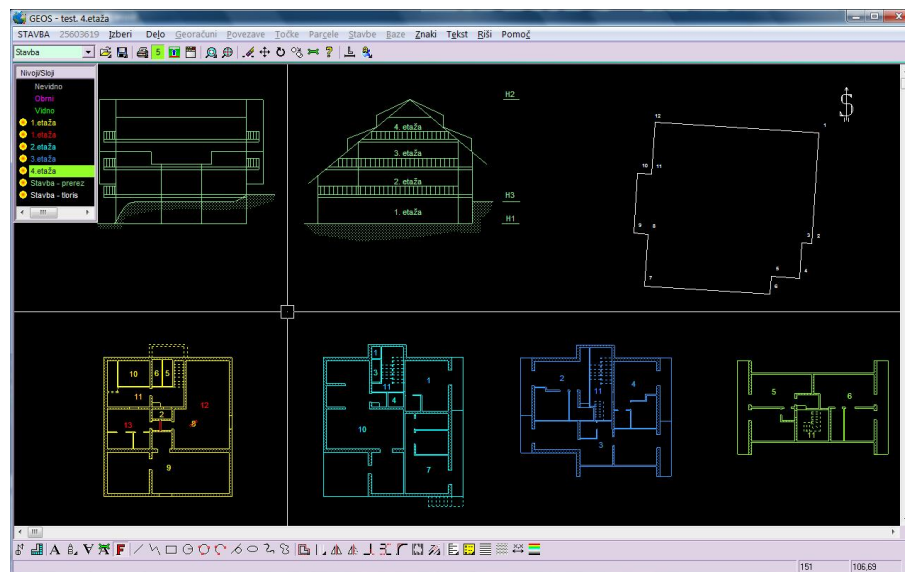 GEOS - test. 4.etaža
STAVBA 25603619 Izberi Delo Georačuni Povezave Točke Parcele Stavbe Baze Znaki Tekst Riši Pomoč
Stavba 5
Nivoji/Sloji
Nevidno
Obrni
Vidno
1.etaža
1.etaža
2.etaža
3.etaža
4.etaža
Stavba - prerez
Stavba - tloris
4. etaža
3. etaža
2. etaža
1. etaža
H2
H3
H1
S
12
1
10 11
9 8
3 2
5 4
7 6
10 6 5
11 12
2
13 8
9
1
3
11 1
4
10
7
2 11 4
3
5 6
11
A A F
151 106,69